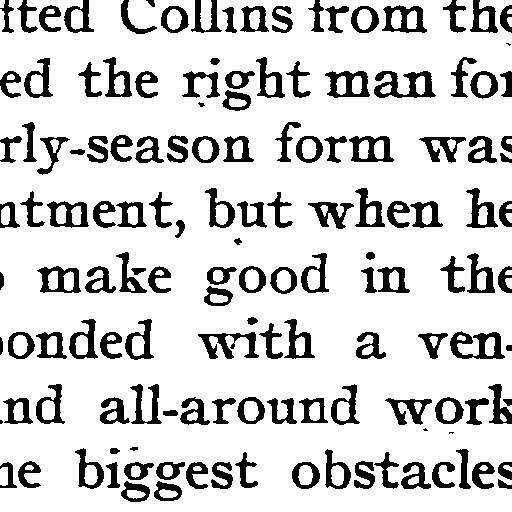 fted Collins from the
ed the right man for
rly-season form was
ntment, but when he
make good in the
onded with a ven-
nd all-around work
he biggest obstacles